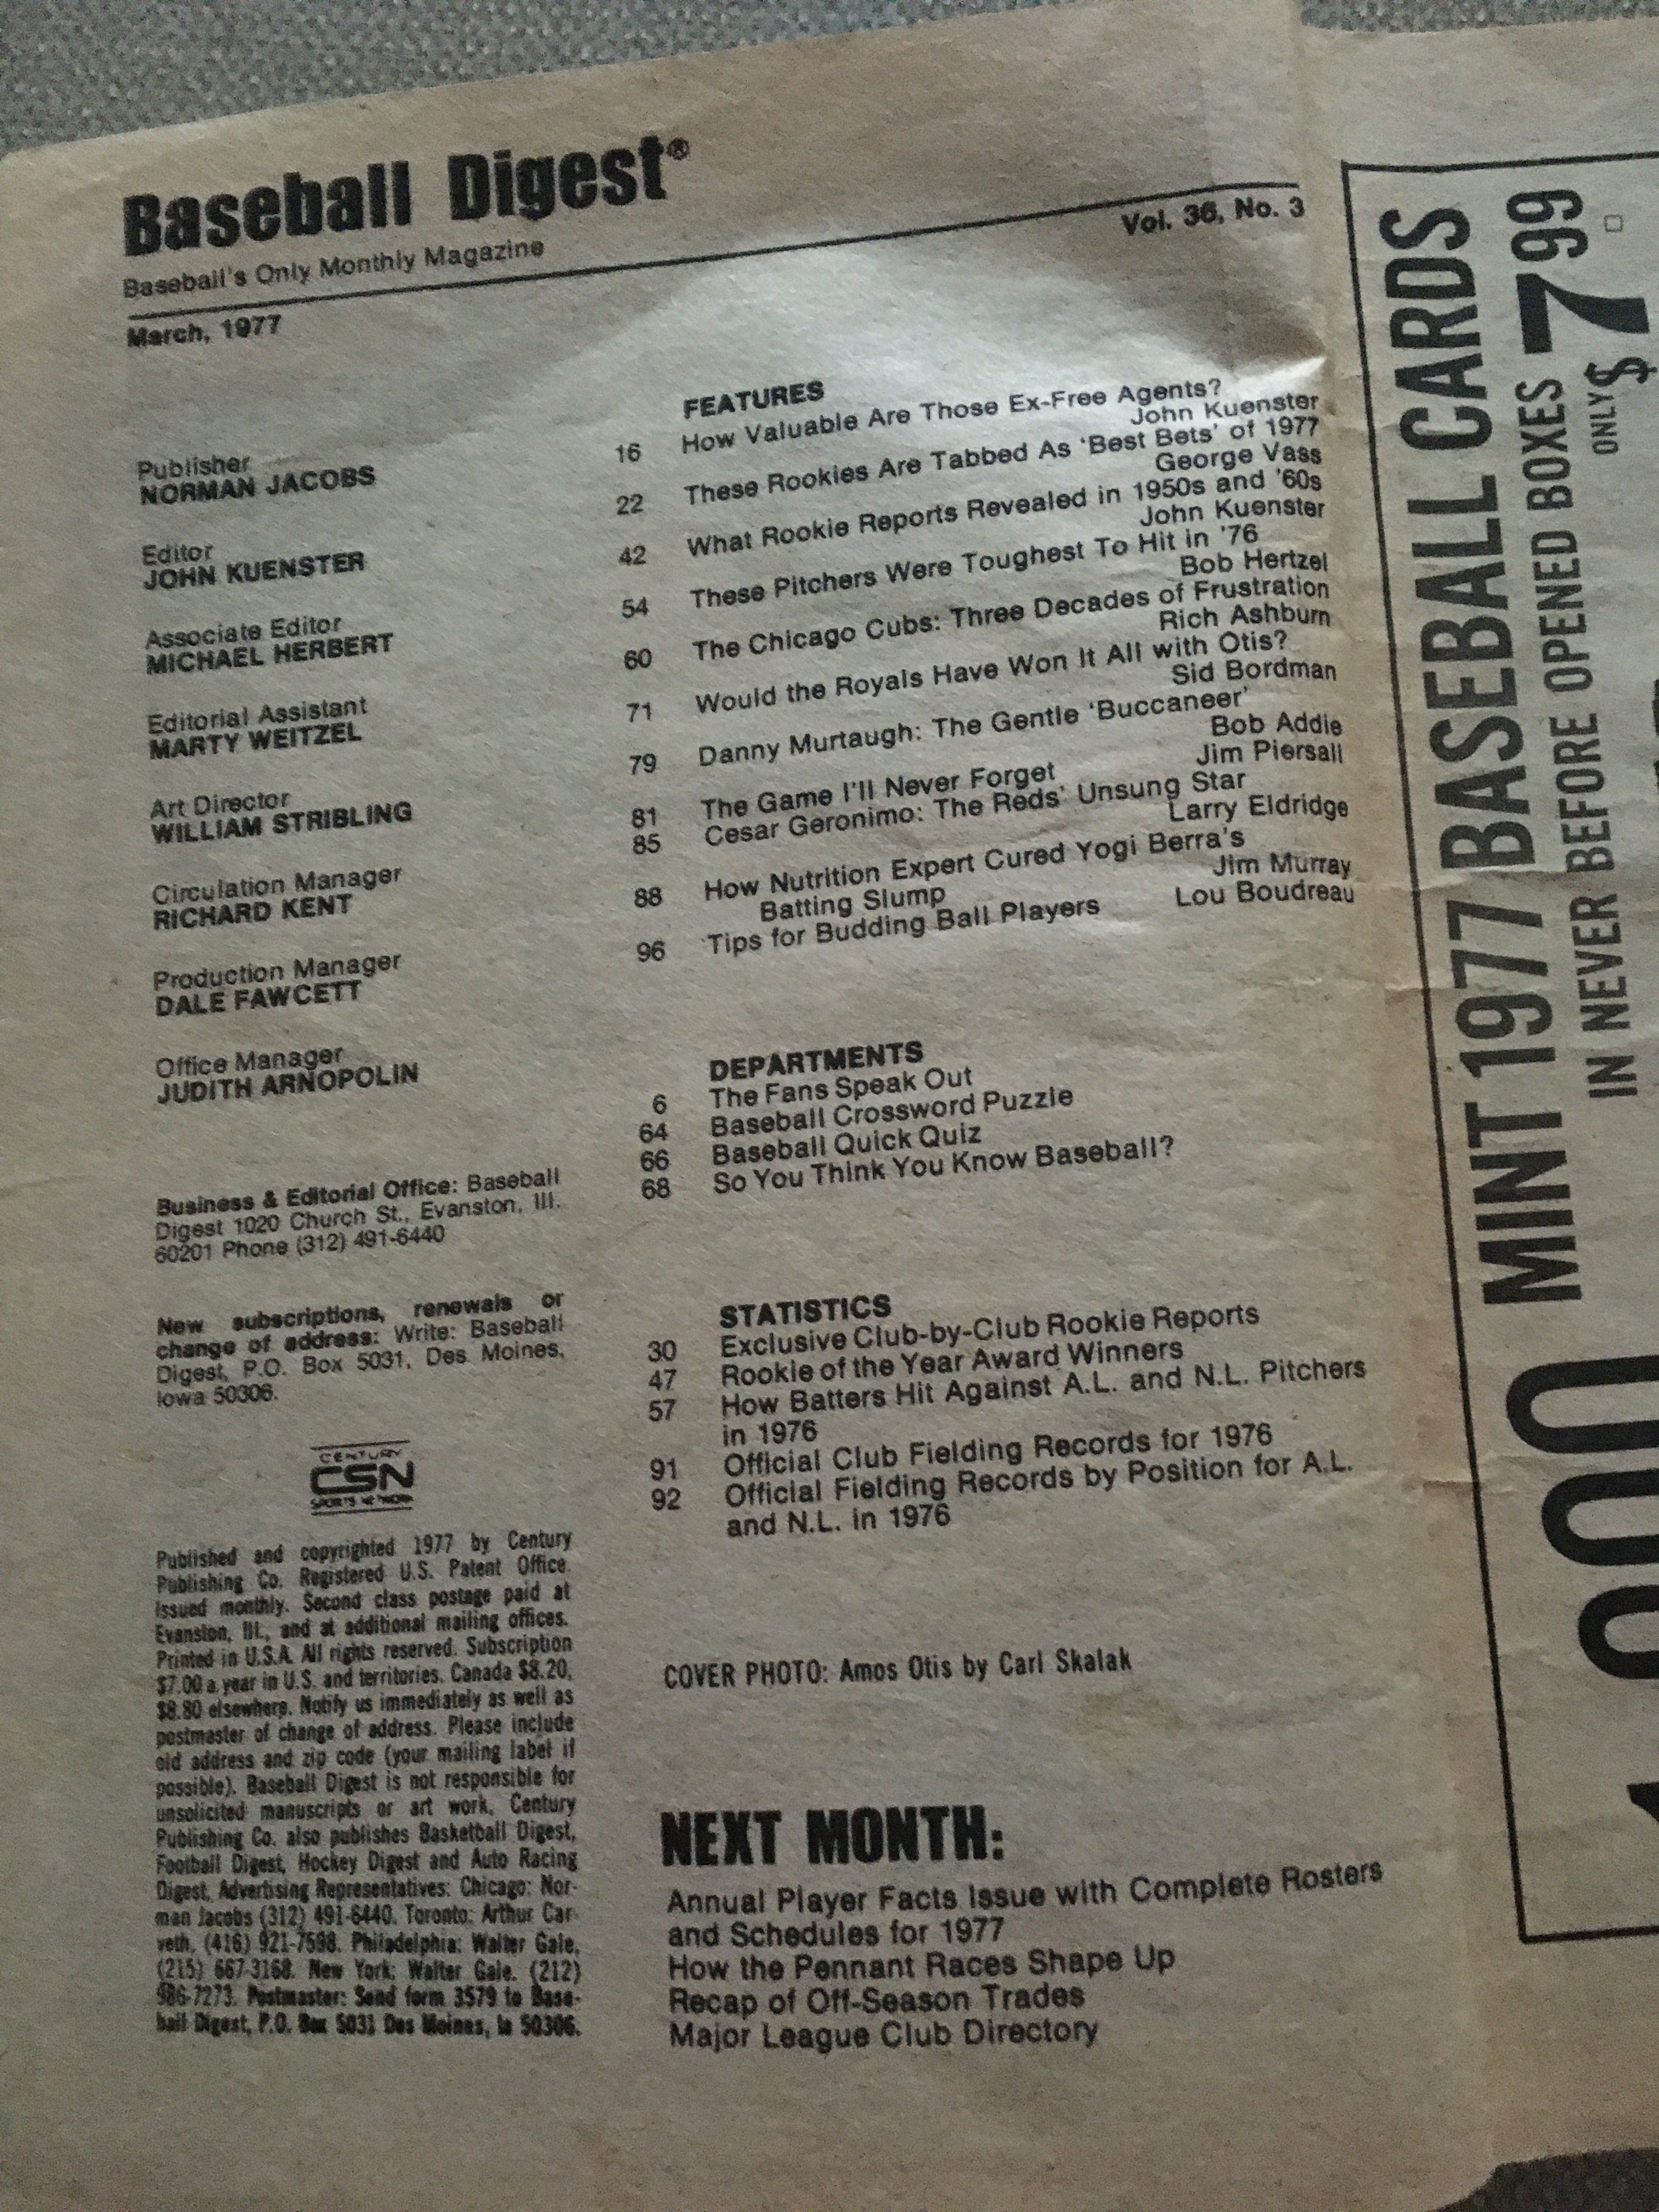 Baseball Digest®
Baseball's Only Monthly Magazine
Vol. 36, No. 3
March, 1977
Publisher
NORMAN JACOBS
Editor
JOHN KUENSTER
Associate Editor
MICHAEL HERBERT
Editorial Assistant
MARTY WEITZEL
Art Director
WILLIAM STRIBLING
Circulation Manager
RICHARD KENT
Production Manager
DALE FAWCETT
Office Manager
JUDITH ARNOPOLIN
Business & Editorial Office: Baseball
Digest 1020 Church St., Evanston, Ill.
60201 Phone (312) 491-6440
New subscriptions, renewals or
change of address: Write: Baseball
Digest, P.O. Box 5031, Des Moines,
Iowa 50306.
CENTURY
CSN
SPORTS NETWORK
Published and copyrighted 1977 by Century
Publishing Co. Registered U.S. Patent Office.
Issued monthly. Second class postage paid at
Evanston, Ill., and at additional mailing offices.
Printed in U.S.A. All rights reserved. Subscription
$7.00 a year in U.S. and territories. Canada $8.20,
$8.80 elsewhere. Notify us immediately as well as
postmaster of change of address. Please include
old address and zip code (your mailing label if
possible). Baseball Digest is not responsible for
unsolicited manuscripts or art work. Century
Publishing Co. also publishes Basketball Digest,
Football Digest, Hockey Digest and Auto Racing
Digest, Advertising Representatives: Chicago: Nor-
man Jacobs (312) 491-6440. Toronto: Arthur Car-
veth, (416) 921-7598. Philadelphia: Walter Gale,
(215) 667-3168. New York: Walter Gale. (212)
986-7273. Postmaster: Send form 3579 to Base-
ball Digest, P.O. Box 5031 Des Moines, Ia 50306.
FEATURES
16 How Valuable Are Those Ex-Free Agents?
John Kuenster
22 These Rookies Are Tabbed As 'Best Bets' of 1977
George Vass
42 What Rookie Reports Revealed in 1950s and '60s
John Kuenster
54 These Pitchers Were Toughest To Hit in '76
Bob Hertzel
60 The Chicago Cubs: Three Decades of Frustration
Rich Ashburn
71 Would the Royals Have Won It All with Otis?
Sid Bordman
79 Danny Murtaugh: The Gentle 'Buccaneer'
Bob Addie
81 The Game I'll Never Forget Jim Piersall
85 Cesar Geronimo: The Reds' Unsung Star
Larry Eldridge
88 How Nutrition Expert Cured Yogi Berra's
Batting Slump Jim Murray
96 Tips for Budding Ball Players Lou Boudreau
DEPARTMENTS
6 The Fans Speak Out
64 Baseball Crossword Puzzle
66 Baseball Quick Quiz
68 So You Think You Know Baseball?
STATISTICS
30 Exclusive Club-by-Club Rookie Reports
47 Rookie of the Year Award Winners
57 How Batters Hit Against A.L. and N.L. Pitchers
in 1976
91 Official Club Fielding Records for 1976
92 Official Fielding Records by Position for A.L.
and N.L. in 1976
COVER PHOTO: Amos Otis by Carl Skalak
NEXT MONTH:
Annual Player Facts Issue with Complete Rosters
and Schedules for 1977
How the Pennant Races Shape Up
Recap of Off-Season Trades
Major League Club Directory
MINT 1977 BASEBALL CARDS
IN NEVER BEFORE OPENED BOXES
ONLY $7 99